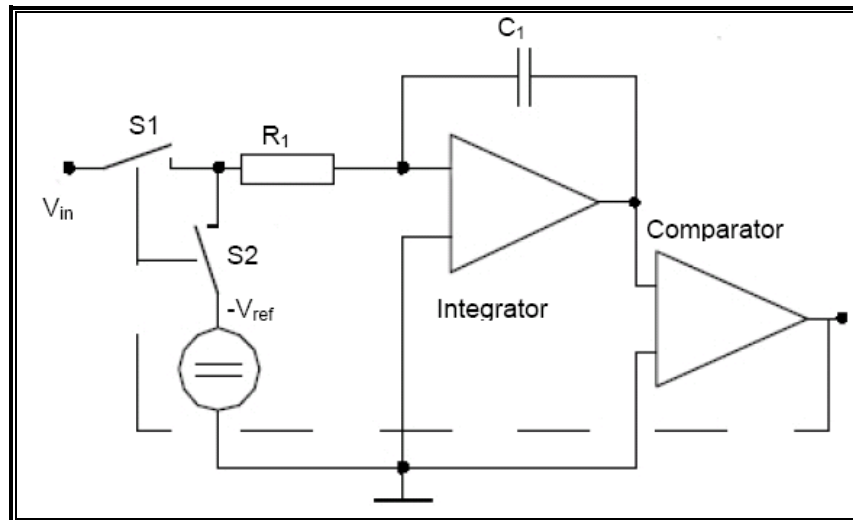 C₁
S1
R₁
Vin
S2
Comparator
-Vref
Integrator